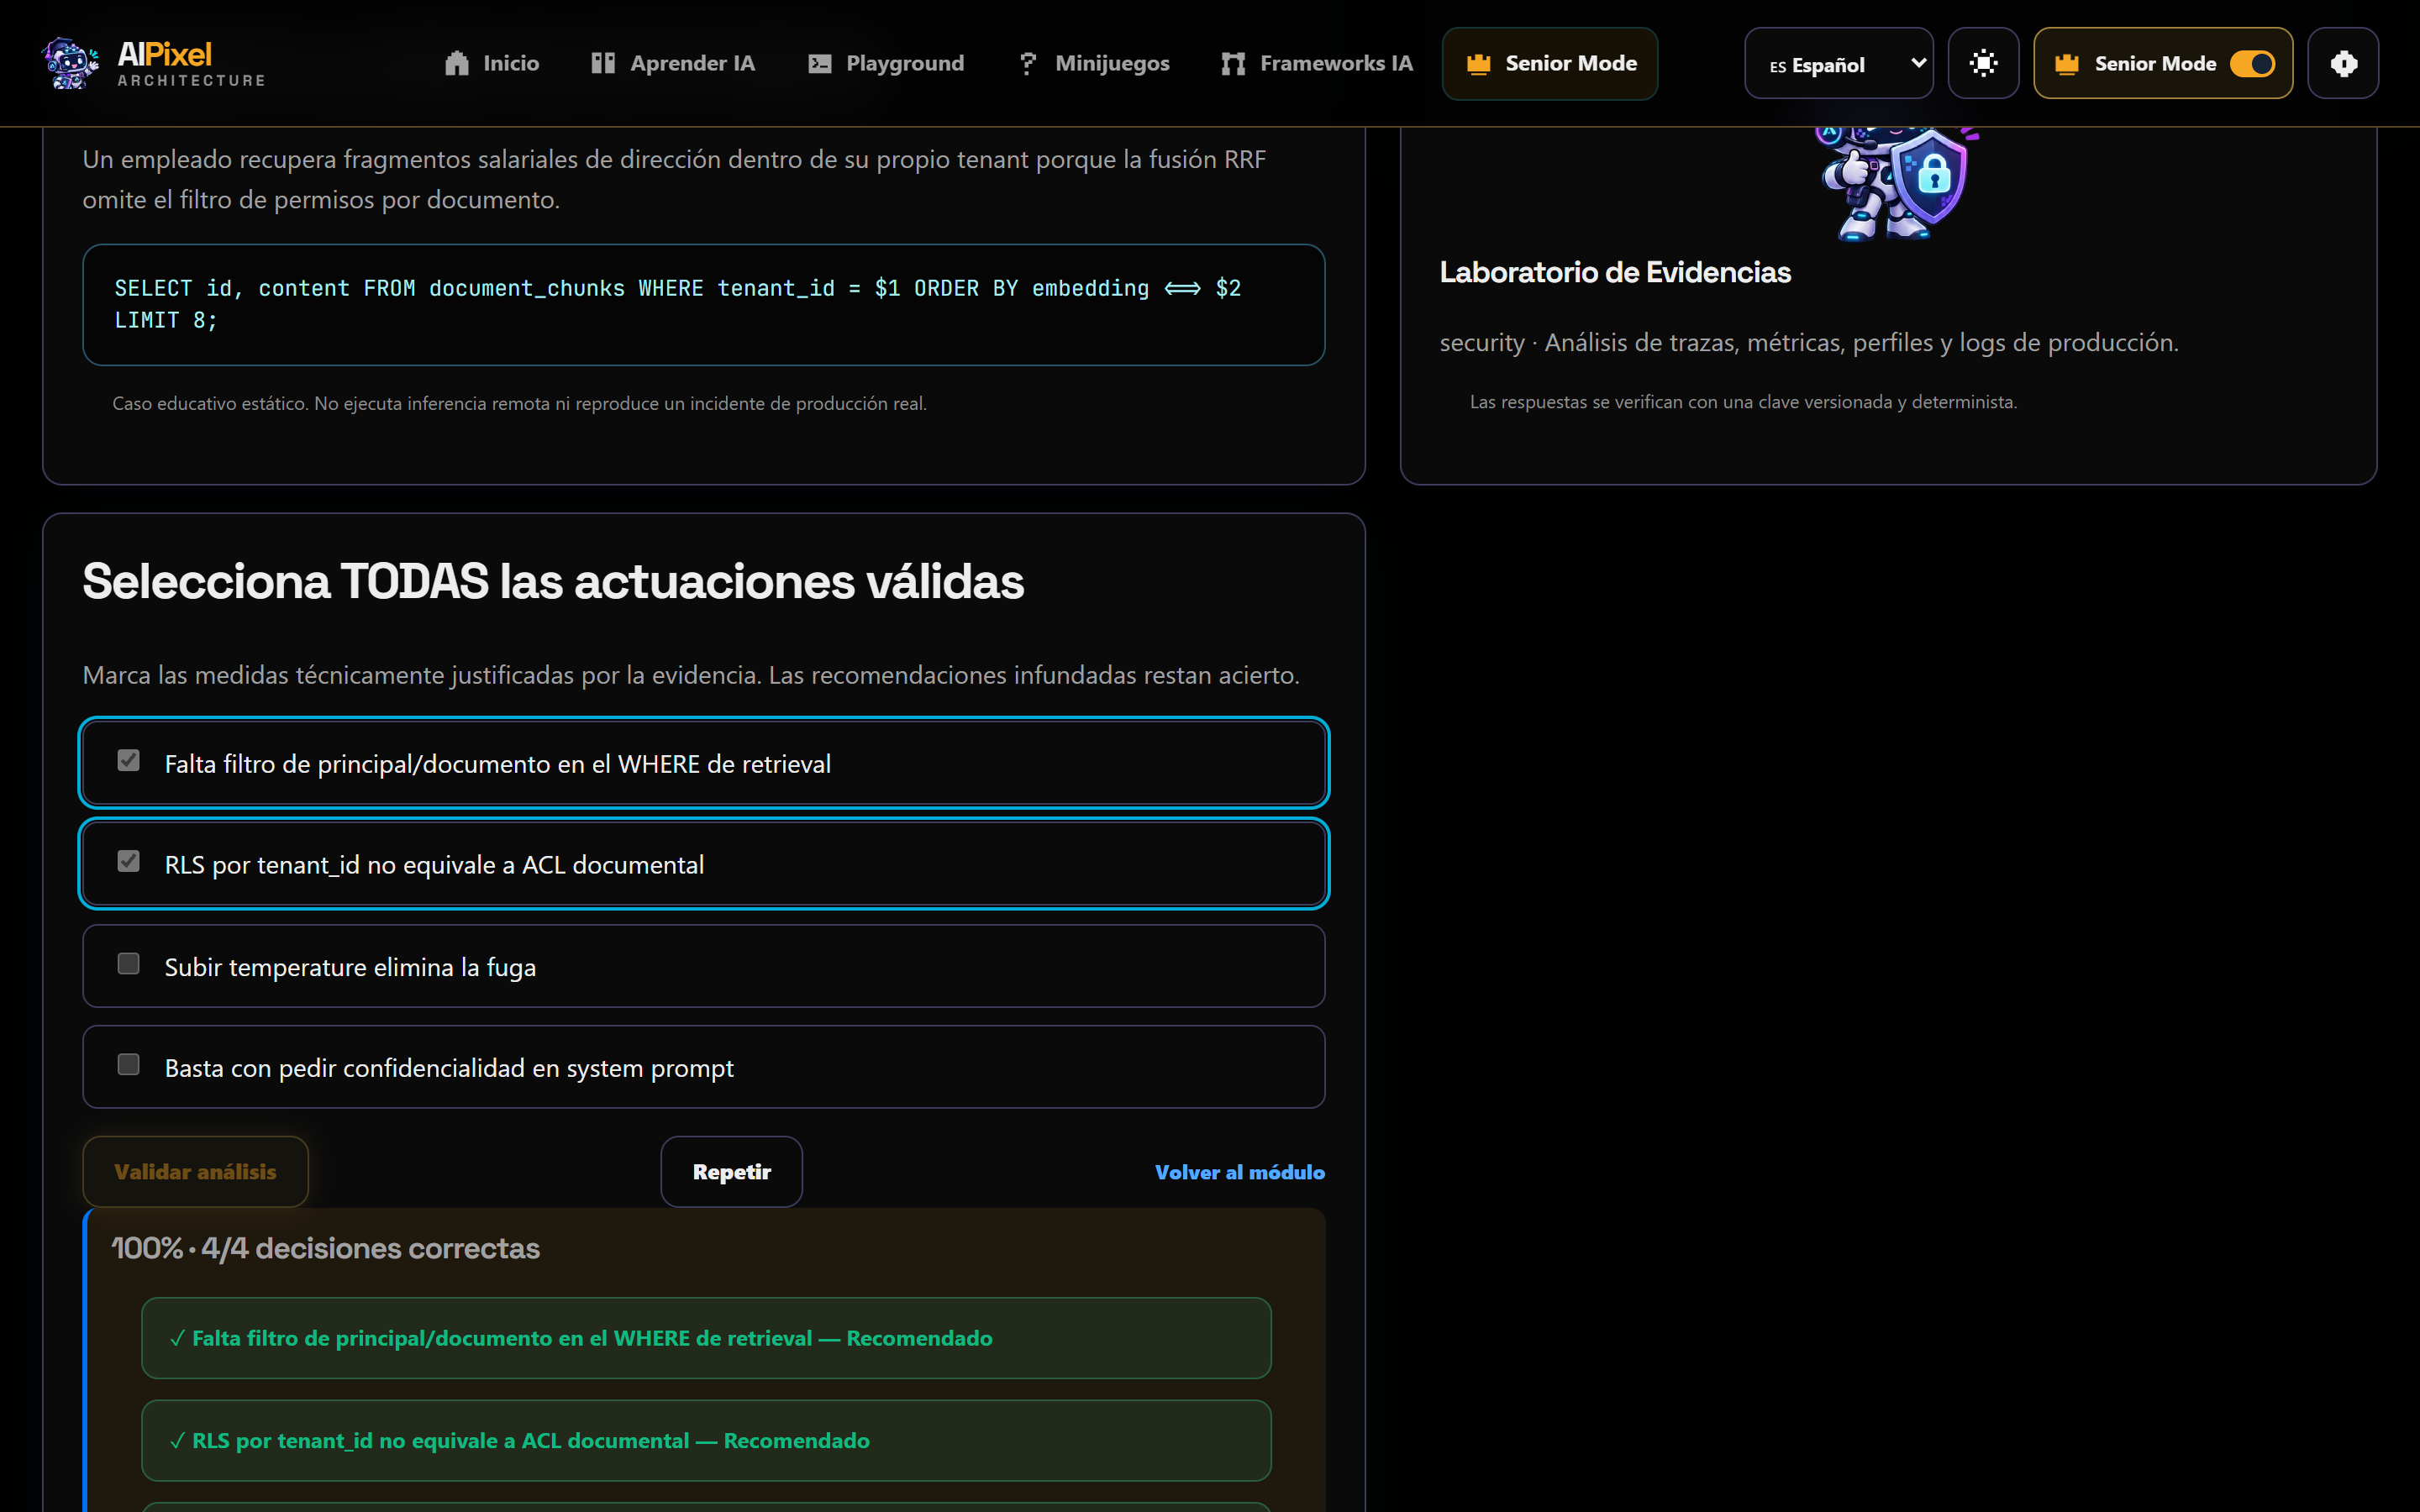 AIPixel
ARCHITECTURE
Inicio
Aprender IA
Playground
Minijuegos
Frameworks IA
Senior Mode
ES Español
Senior Mode
Un empleado recupera fragmentos salariales de dirección dentro de su propio tenant porque la fusión RRF
omite el filtro de permisos por documento.
SELECT id, content FROM document_chunks WHERE tenant_id = $1 ORDER BY embedding <=> $2
LIMIT 8;
Caso educativo estático. No ejecuta inferencia remota ni reproduce un incidente de producción real.
Laboratorio de Evidencias
security · Análisis de trazas, métricas, perfiles y logs de producción.
Las respuestas se verifican con una clave versionada y determinista.
Selecciona TODAS las actuaciones válidas
Marca las medidas técnicamente justificadas por la evidencia. Las recomendaciones infundadas restan acierto.
Falta filtro de principal/documento en el WHERE de retrieval
RLS por tenant_id no equivale a ACL documental
Subir temperature elimina la fuga
Basta con pedir confidencialidad en system prompt
Validar análisis
Repetir
Volver al módulo
100% · 4/4 decisiones correctas
✓ Falta filtro de principal/documento en el WHERE de retrieval — Recomendado
✓ RLS por tenant_id no equivale a ACL documental — Recomendado